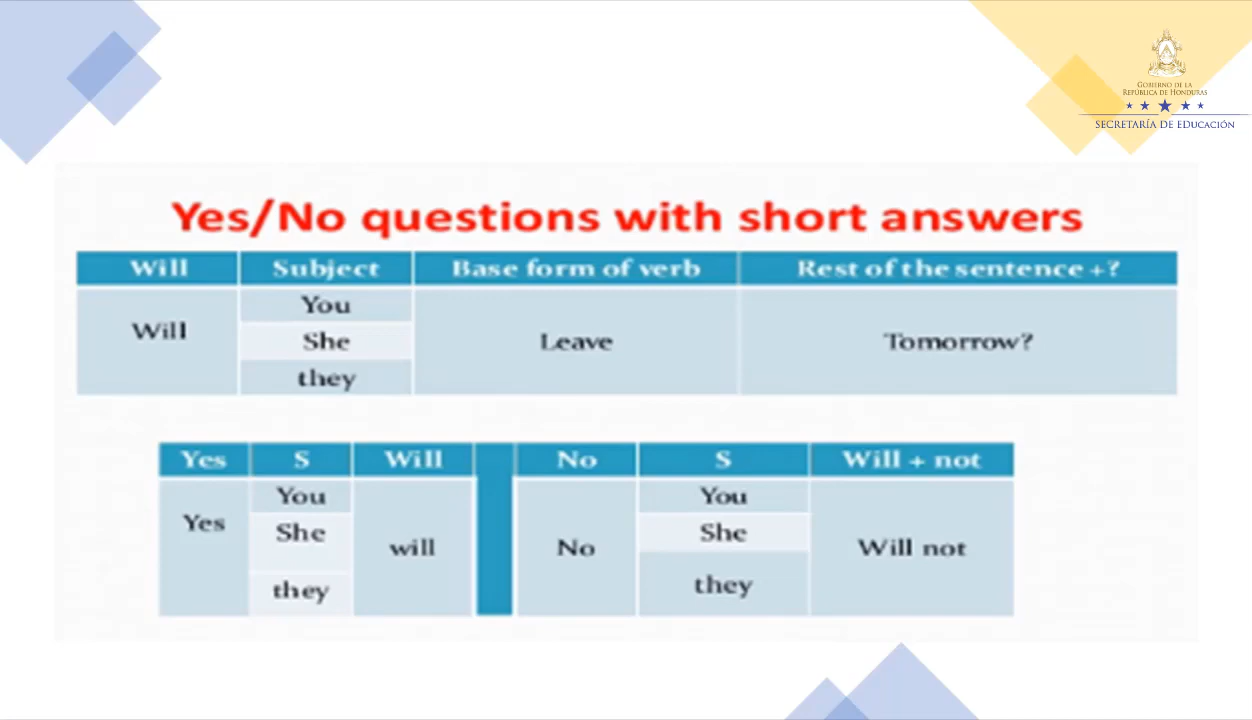 GOBIERNO DE LA
REPÚBLICA DE HONDURAS
SECRETARÍA DE EDUCACIÓN
Yes/No questions with short answers
Will Subject Base form of verb Rest of the sentence +?
Will You Leave Tomorrow?
She
they
Yes S Will No S Will + not
Yes You will No You Will not
She She
they they